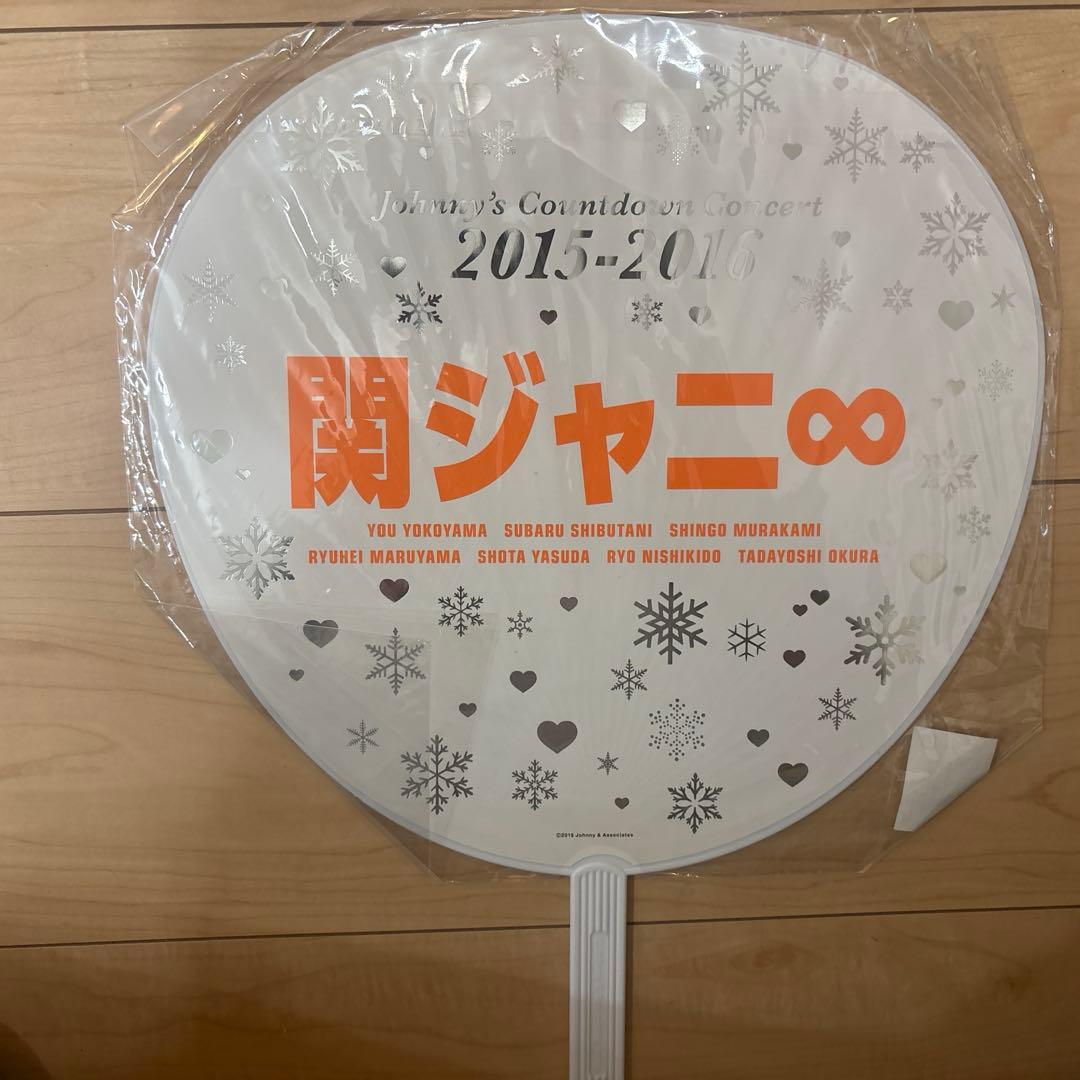 Johnny's Countdown Concert
2015-2016
関ジャニ∞
YOU YOKOYAMA SUBARU SHIBUTANI SHINGO MURAKAMI
RYUHEI MARUYAMA SHOTA YASUDA RYO NISHIKIDO TADAYOSHI OKURA
©2015 Johnny & Associates